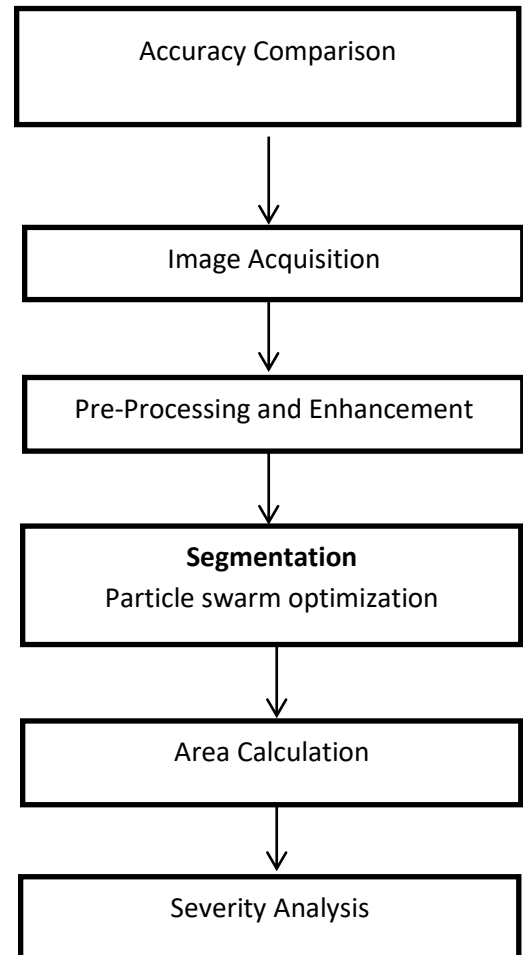 Accuracy Comparison
Image Acquisition
Pre-Processing and Enhancement
Segmentation
Particle swarm optimization
Area Calculation
Severity Analysis